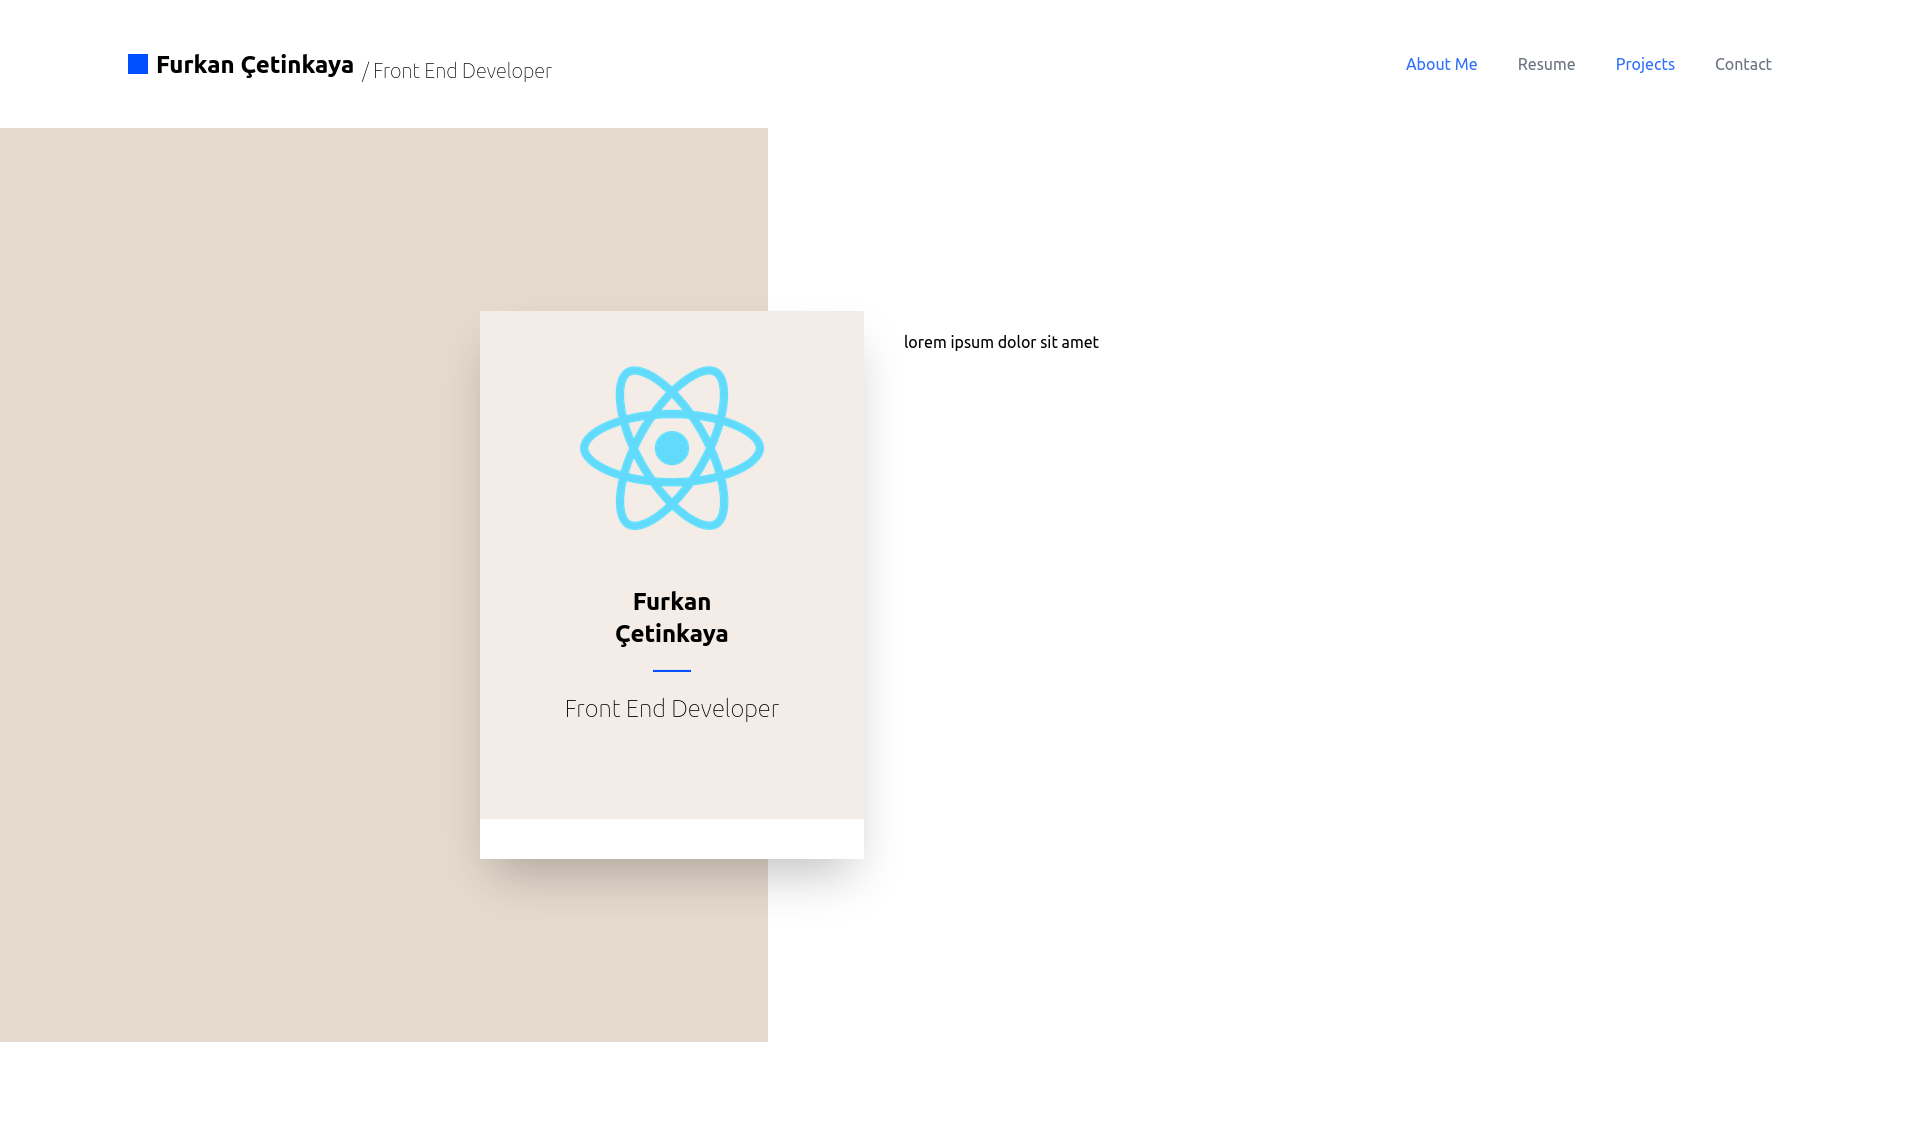 Furkan Çetinkaya / Front End Developer
About Me Resume Projects Contact
lorem ipsum dolor sit amet
Furkan
Çetinkaya
Front End Developer